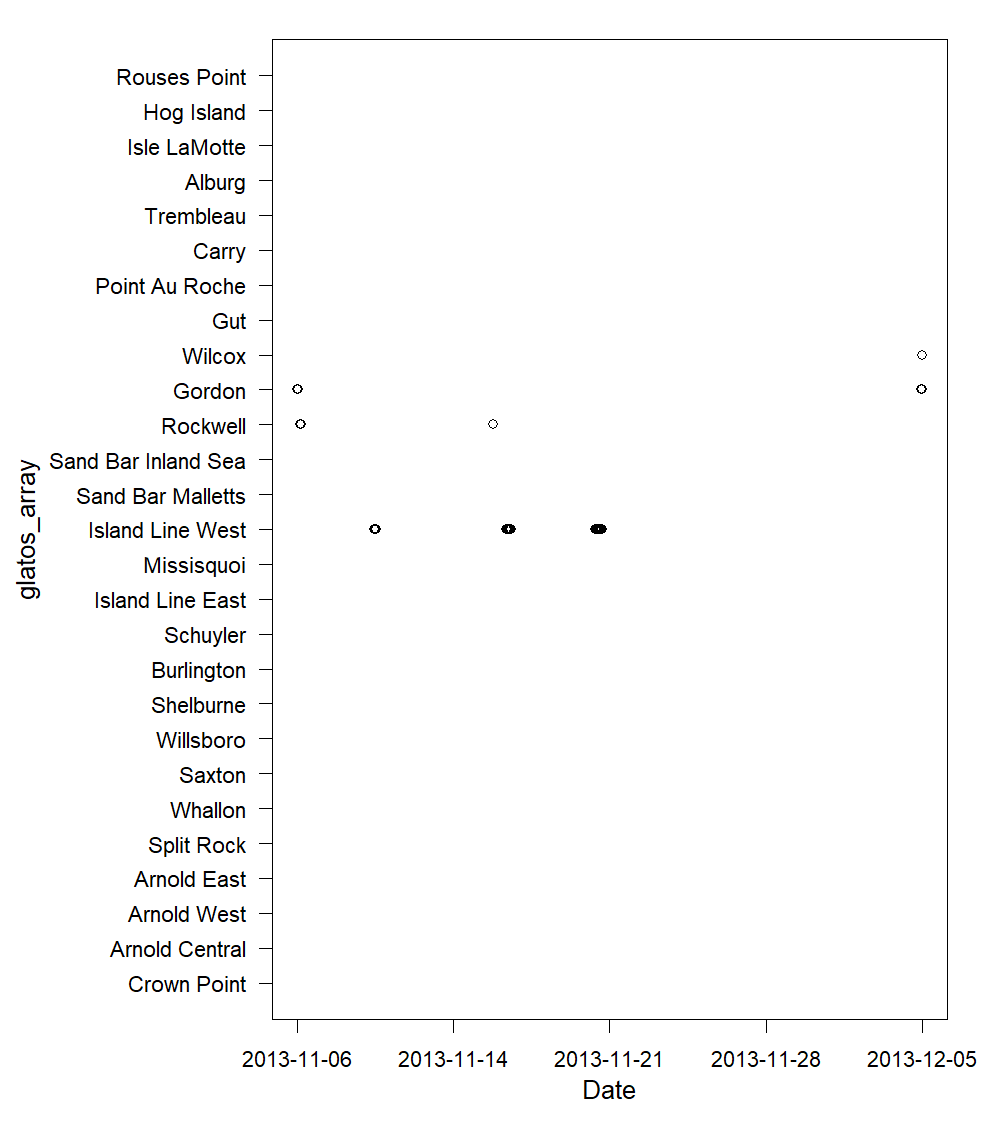 Rouses Point
Hog Island
Isle LaMotte
Alburg
Trembleau
Carry
Point Au Roche
Gut
Wilcox
Gordon
Rockwell
Sand Bar Inland Sea
Sand Bar Malletts
Island Line West
Missisquoi
Island Line East
Schuyler
Burlington
Shelburne
Willsboro
Saxton
Whallon
Split Rock
Arnold East
Arnold West
Arnold Central
Crown Point
glatos_array
2013-11-06 2013-11-14 2013-11-21 2013-11-28 2013-12-05
Date